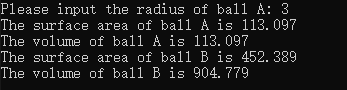 Please input the radius of ball A: 3
The surface area of ball A is 113.097
The volume of ball A is 113.097
The surface area of ball B is 452.389
The volume of ball B is 904.779